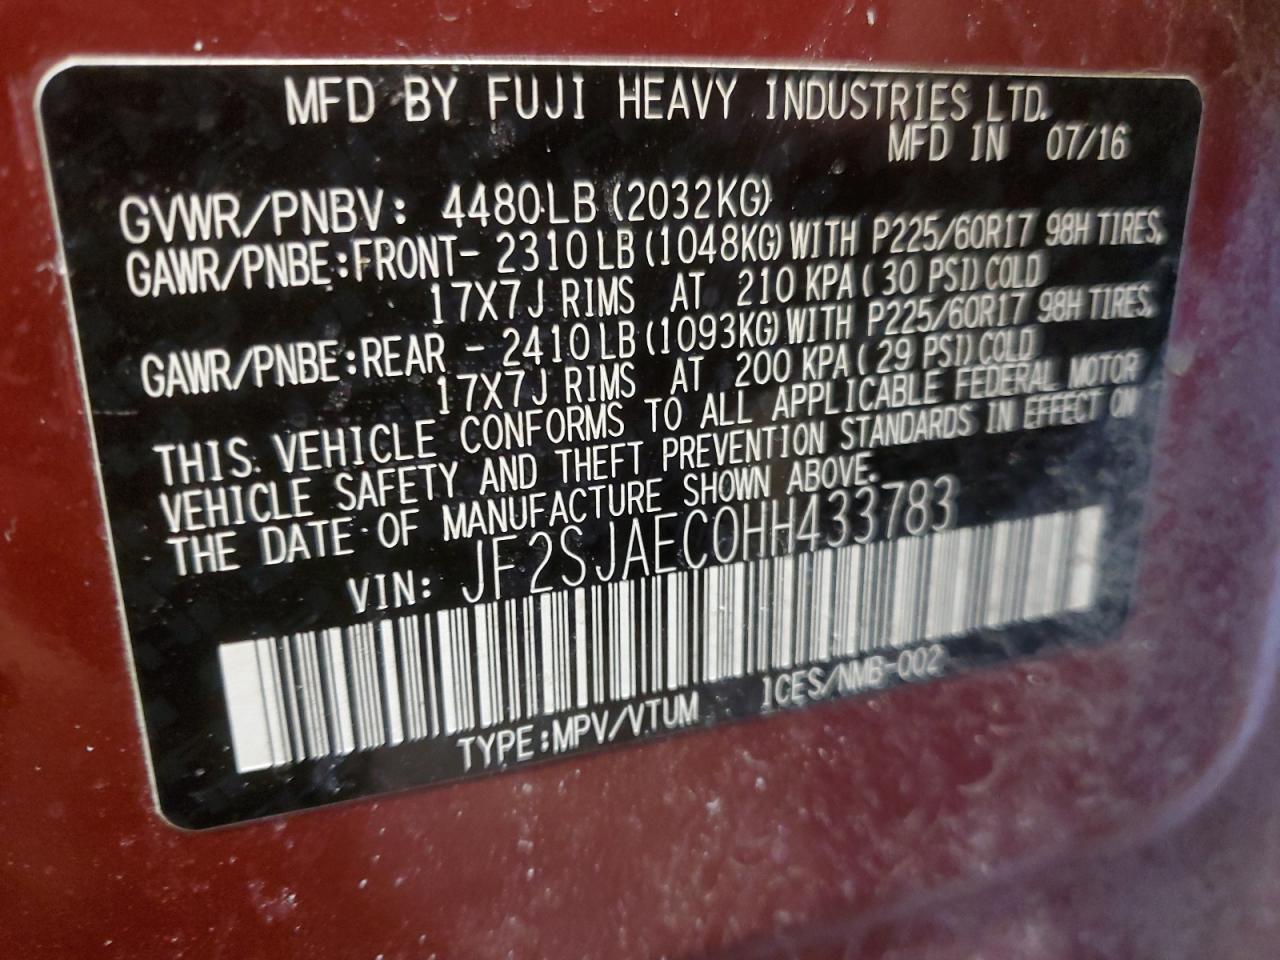 MFD BY FUJI HEAVY INDUSTRIES LTD.
MFD IN 07/16
GVWR/PNBV: 4480LB (2032KG)
GAWR/PNBE:FRONT- 2310LB (1048KG) WITH P225/60R17 98H TIRES,
17X7J RIMS AT 210 KPA ( 30 PSI) COLD
GAWR/PNBE:REAR - 2410LB (1093KG) WITH P225/60R17 98H TIRES,
17X7J RIMS AT 200 KPA ( 29 PSI) COLD
THIS VEHICLE CONFORMS TO ALL APPLICABLE FEDERAL MOTOR
VEHICLE SAFETY AND THEFT PREVENTION STANDARDS IN EFFECT ON
THE DATE OF MANUFACTURE SHOWN ABOVE.
VIN: JF2SJAEC0HH433783
TYPE:MPV/VTUM ICES/NMB-002